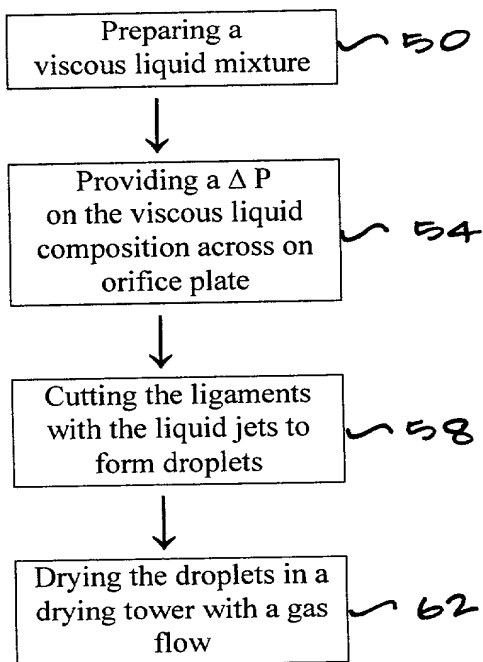 Preparing a
viscous liquid mixture
50
Providing a Δ P
on the viscous liquid
composition across on
orifice plate
54
Cutting the ligaments
with the liquid jets to
form droplets
58
Drying the droplets in a
drying tower with a gas
flow
62